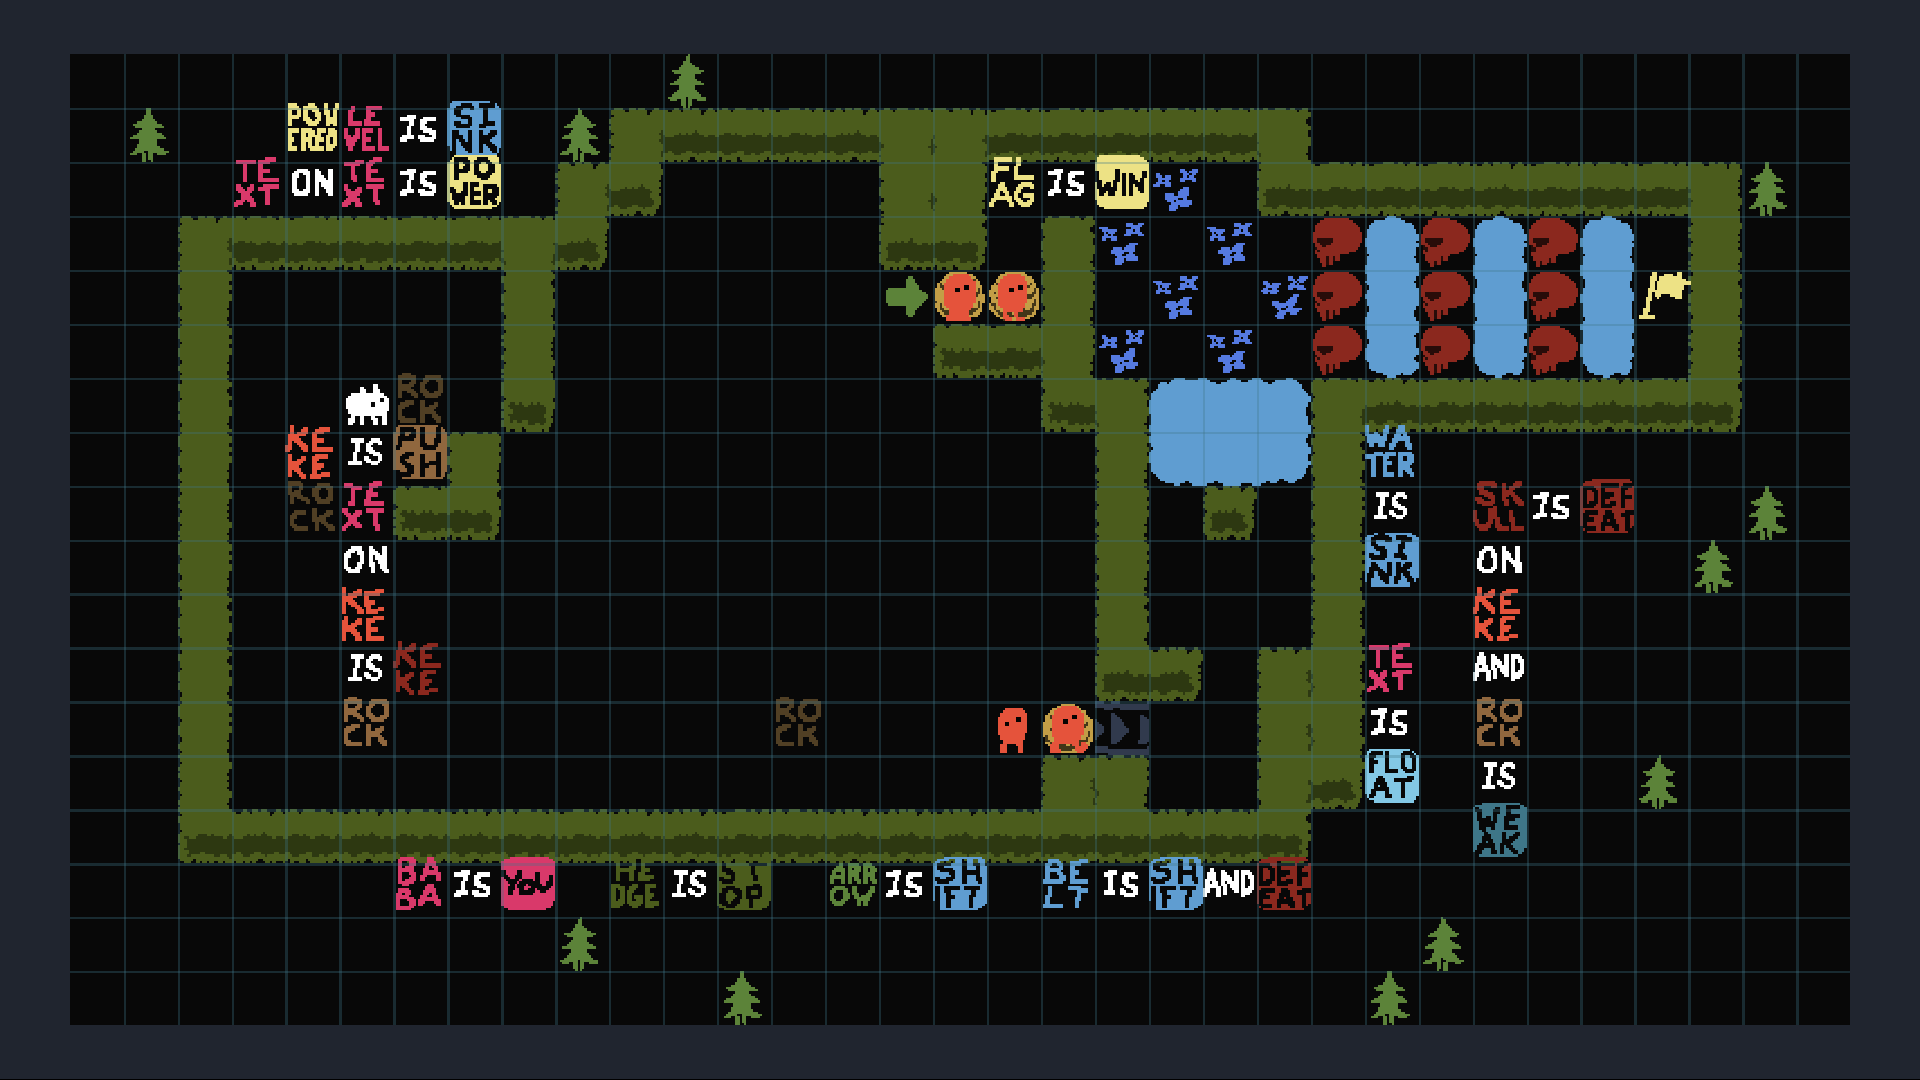 POWERED LEVEL IS SINK
TEXT ON TEXT IS POWER
FLAG IS WIN
ROCK
KEKE IS PUSH
WATER
ROCK TEXT
IS
SKULL IS DEFEAT
ON
SINK
ON
KEKE
KEKE
IS KEKE
TEXT
AND
ROCK
ROCK
IS
ROCK
FLOAT
IS
WEAK
BABA IS YOU
HEDGE IS STOP
ARROW IS SHIFT
BELT IS SHIFT AND DEFEAT